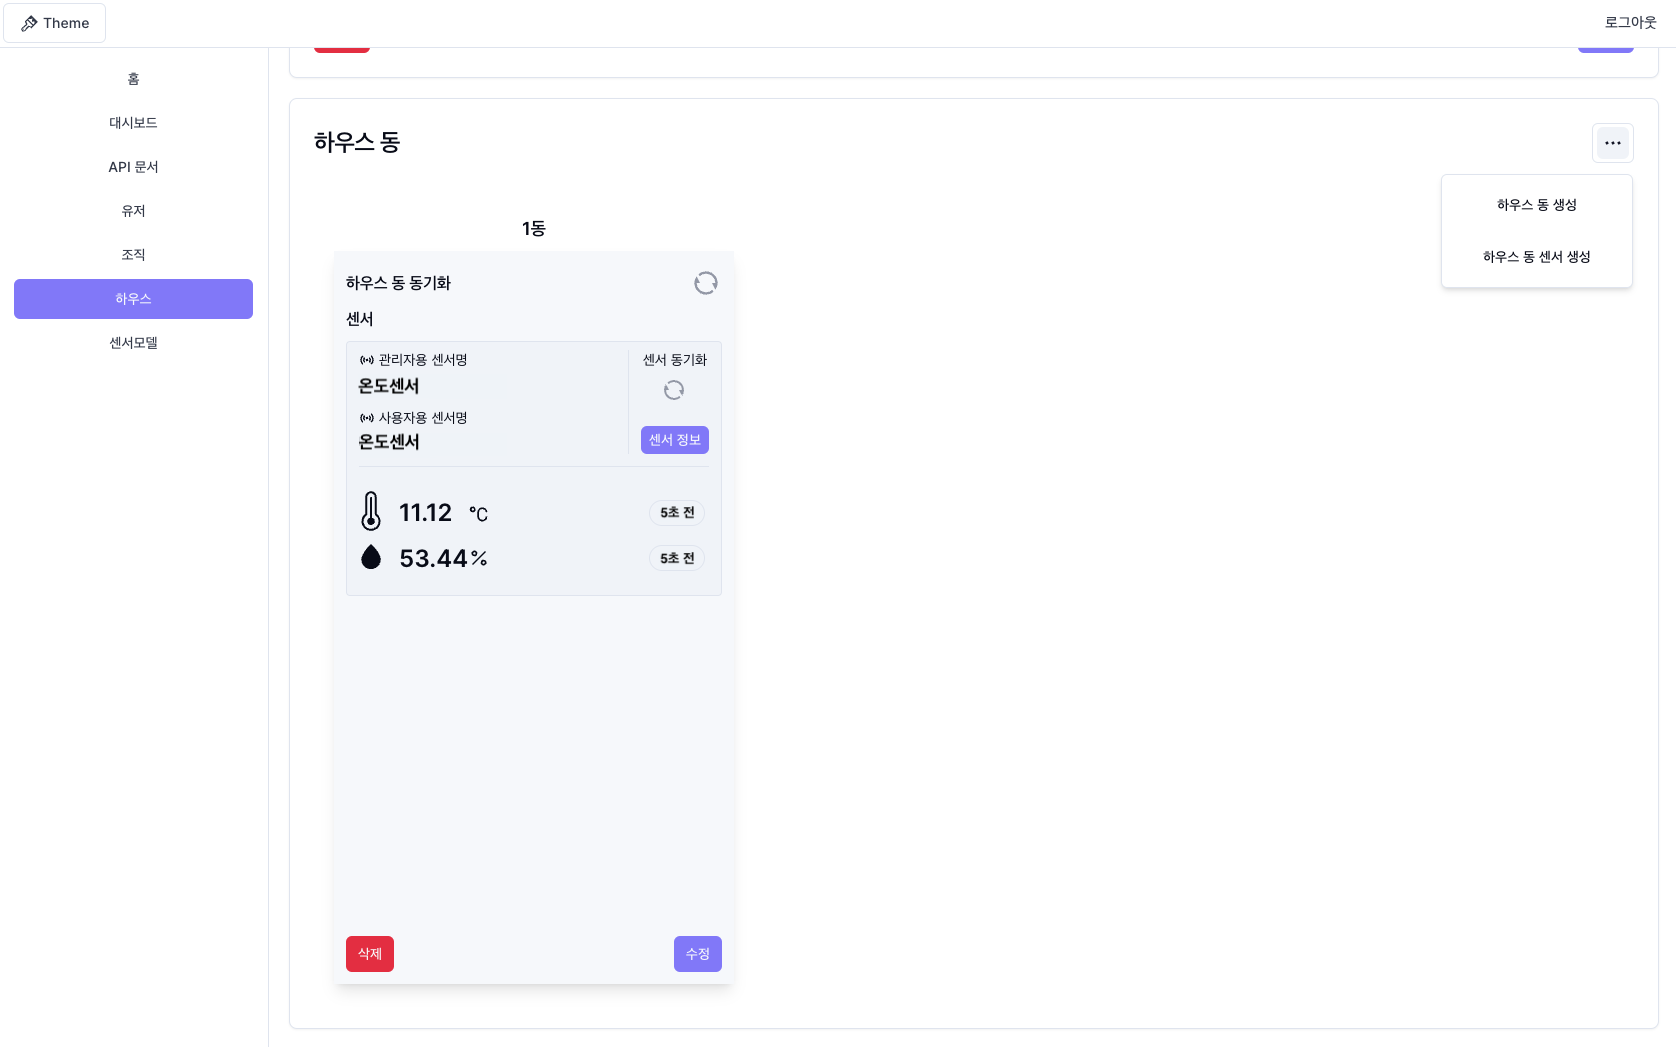 Theme
로그아웃
홈
대시보드
API 문서
유저
조직
하우스
센서모델
하우스 동
하우스 동 생성
하우스 동 센서 생성
1동
하우스 동 동기화
센서
관리자용 센서명
센서 동기화
온도센서
사용자용 센서명
온도센서
센서 정보
11.12 °C
5초 전
53.44%
5초 전
삭제
수정